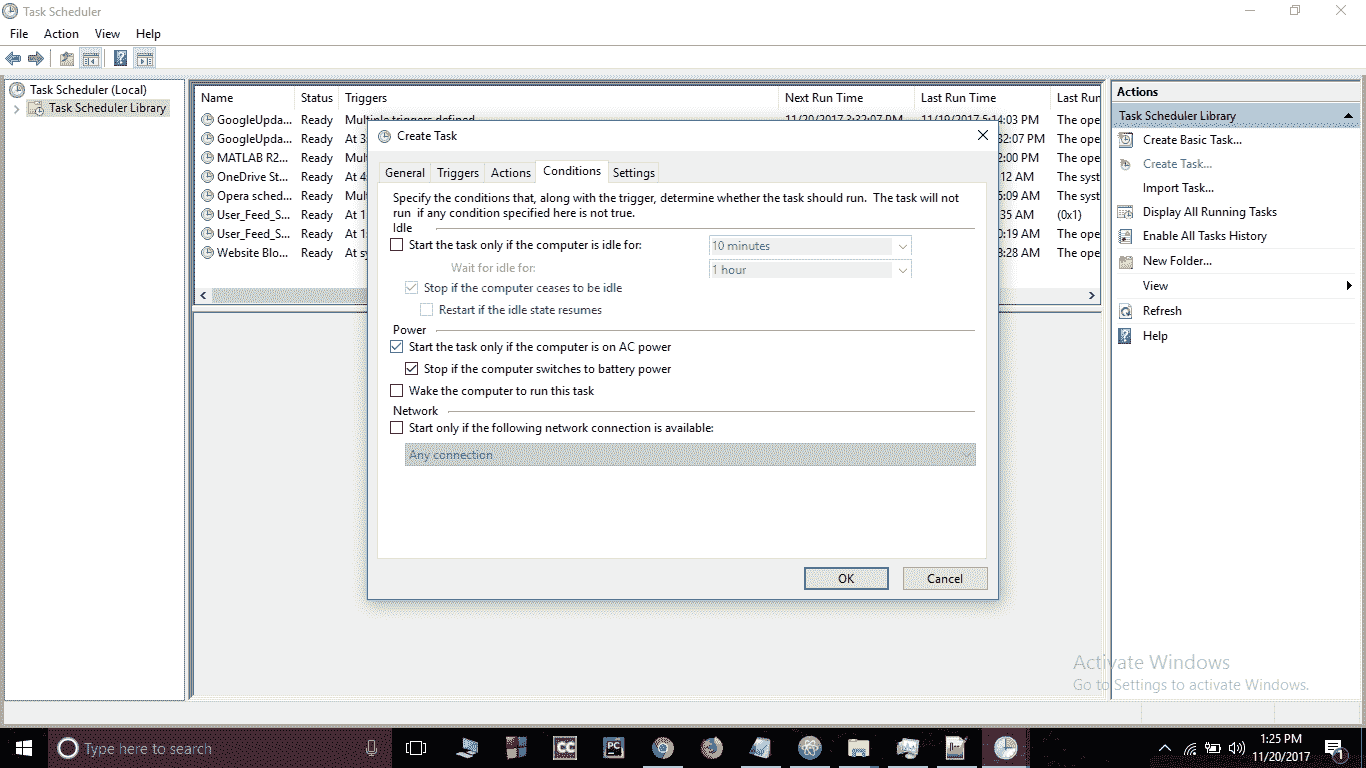 Task Scheduler
File Action View Help
Task Scheduler (Local)
Task Scheduler Library
Name Status Triggers Next Run Time Last Run Time Last Run
GoogleUpda... Ready Multiple triggers defined 11/20/2017 3:32:07 PM 11/19/2017 5:14:03 PM The ope
GoogleUpda... Ready At 3: 32:07 PM The ope
MATLAB R2... Ready Mul 2:00 PM The ope
OneDrive St... Ready At 4: 12 AM The syst
Opera sched... Ready Mul 5:09 AM The syst
User_Feed_S... Ready At 1 35 AM (0x1)
User_Feed_S... Ready At 1 0:19 AM The ope
Website Blo... Ready At sy 3:28 AM The ope
Create Task
General Triggers Actions Conditions Settings
Specify the conditions that, along with the trigger, determine whether the task should run. The task will not
run if any condition specified here is not true.
Idle
Start the task only if the computer is idle for: 10 minutes
Wait for idle for: 1 hour
Stop if the computer ceases to be idle
Restart if the idle state resumes
Power
Start the task only if the computer is on AC power
Stop if the computer switches to battery power
Wake the computer to run this task
Network
Start only if the following network connection is available:
Any connection
OK Cancel
Actions
Task Scheduler Library
Create Basic Task...
Create Task...
Import Task...
Display All Running Tasks
Enable All Tasks History
New Folder...
View
Refresh
Help
Activate Windows
Go to Settings to activate Windows.
Type here to search
CC
PC
1:25 PM
11/20/2017
1